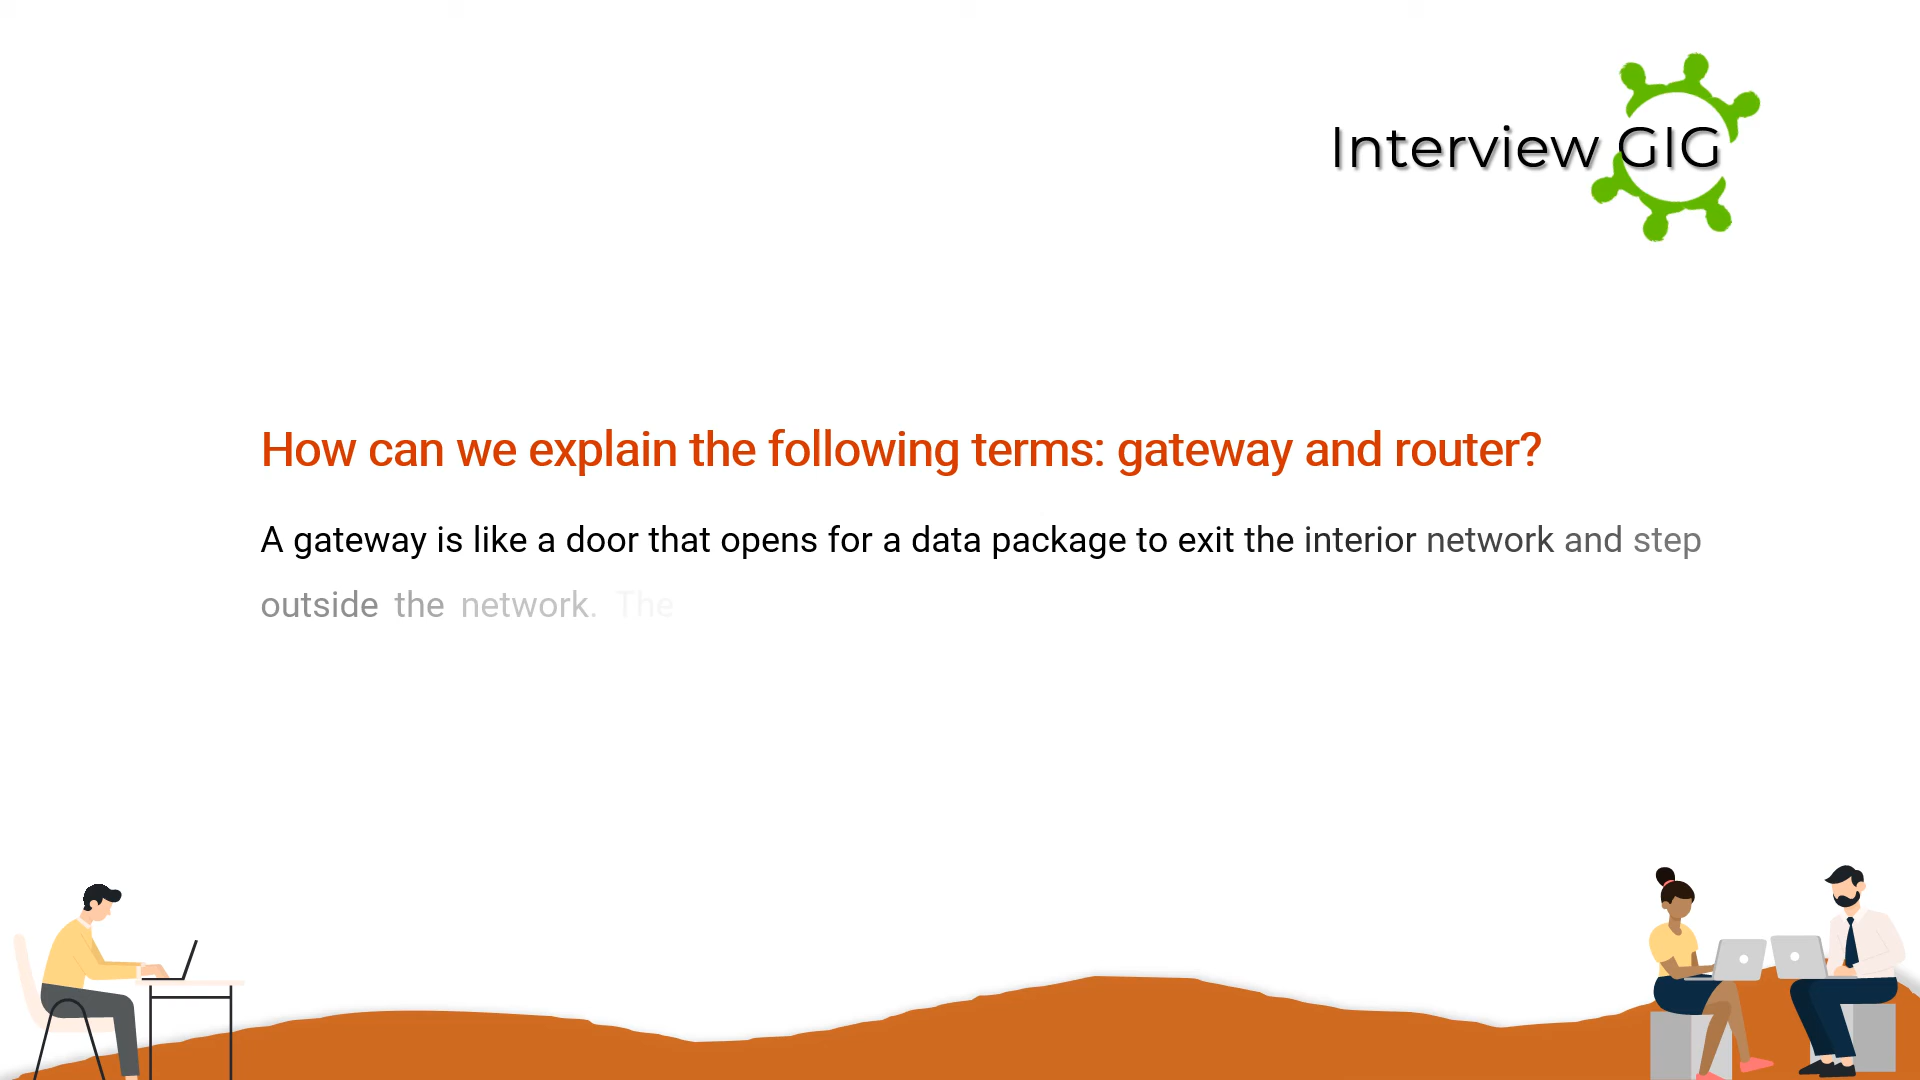 Interview GIG
How can we explain the following terms: gateway and router?
A gateway is like a door that opens for a data package to exit the interior network and step
outside the network. The